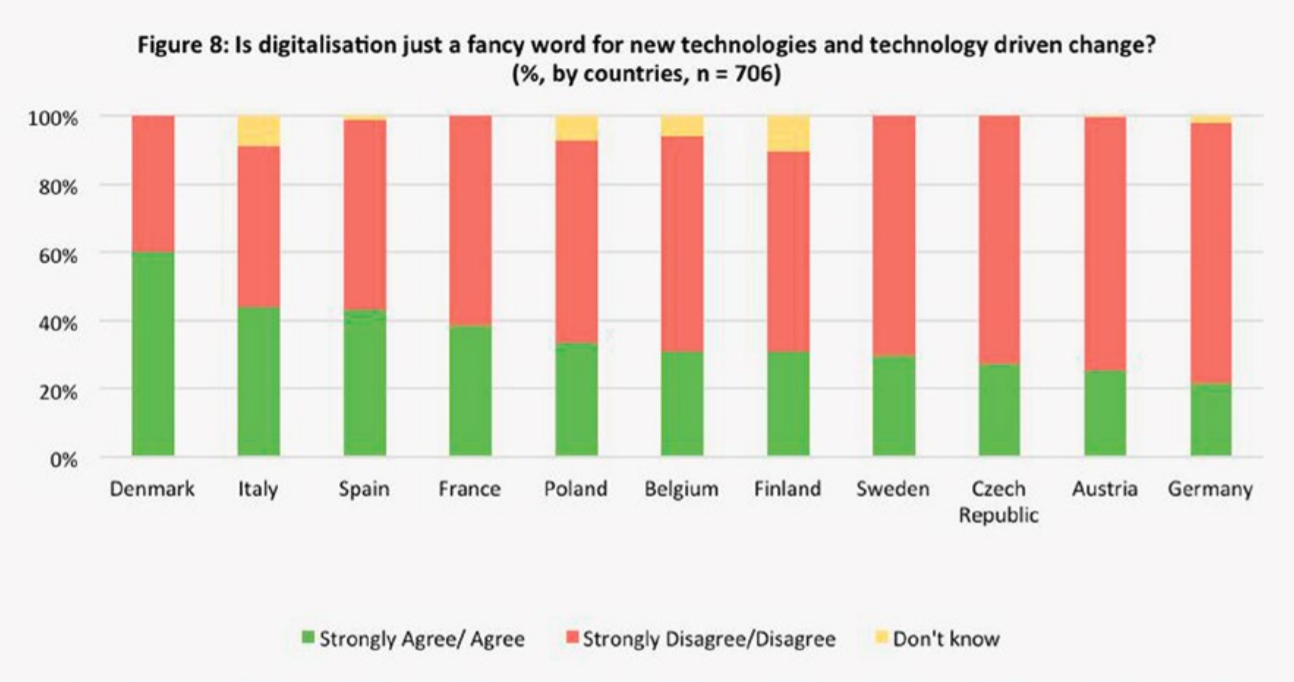 Figure 8: Is digitalisation just a fancy word for new technologies and technology driven change?
(%, by countries, n = 706)
100%
80%
60%
40%
20%
0%
Denmark Italy Spain France Poland Belgium Finland Sweden Czech Republic Austria Germany
Strongly Agree/ Agree Strongly Disagree/Disagree Don't know